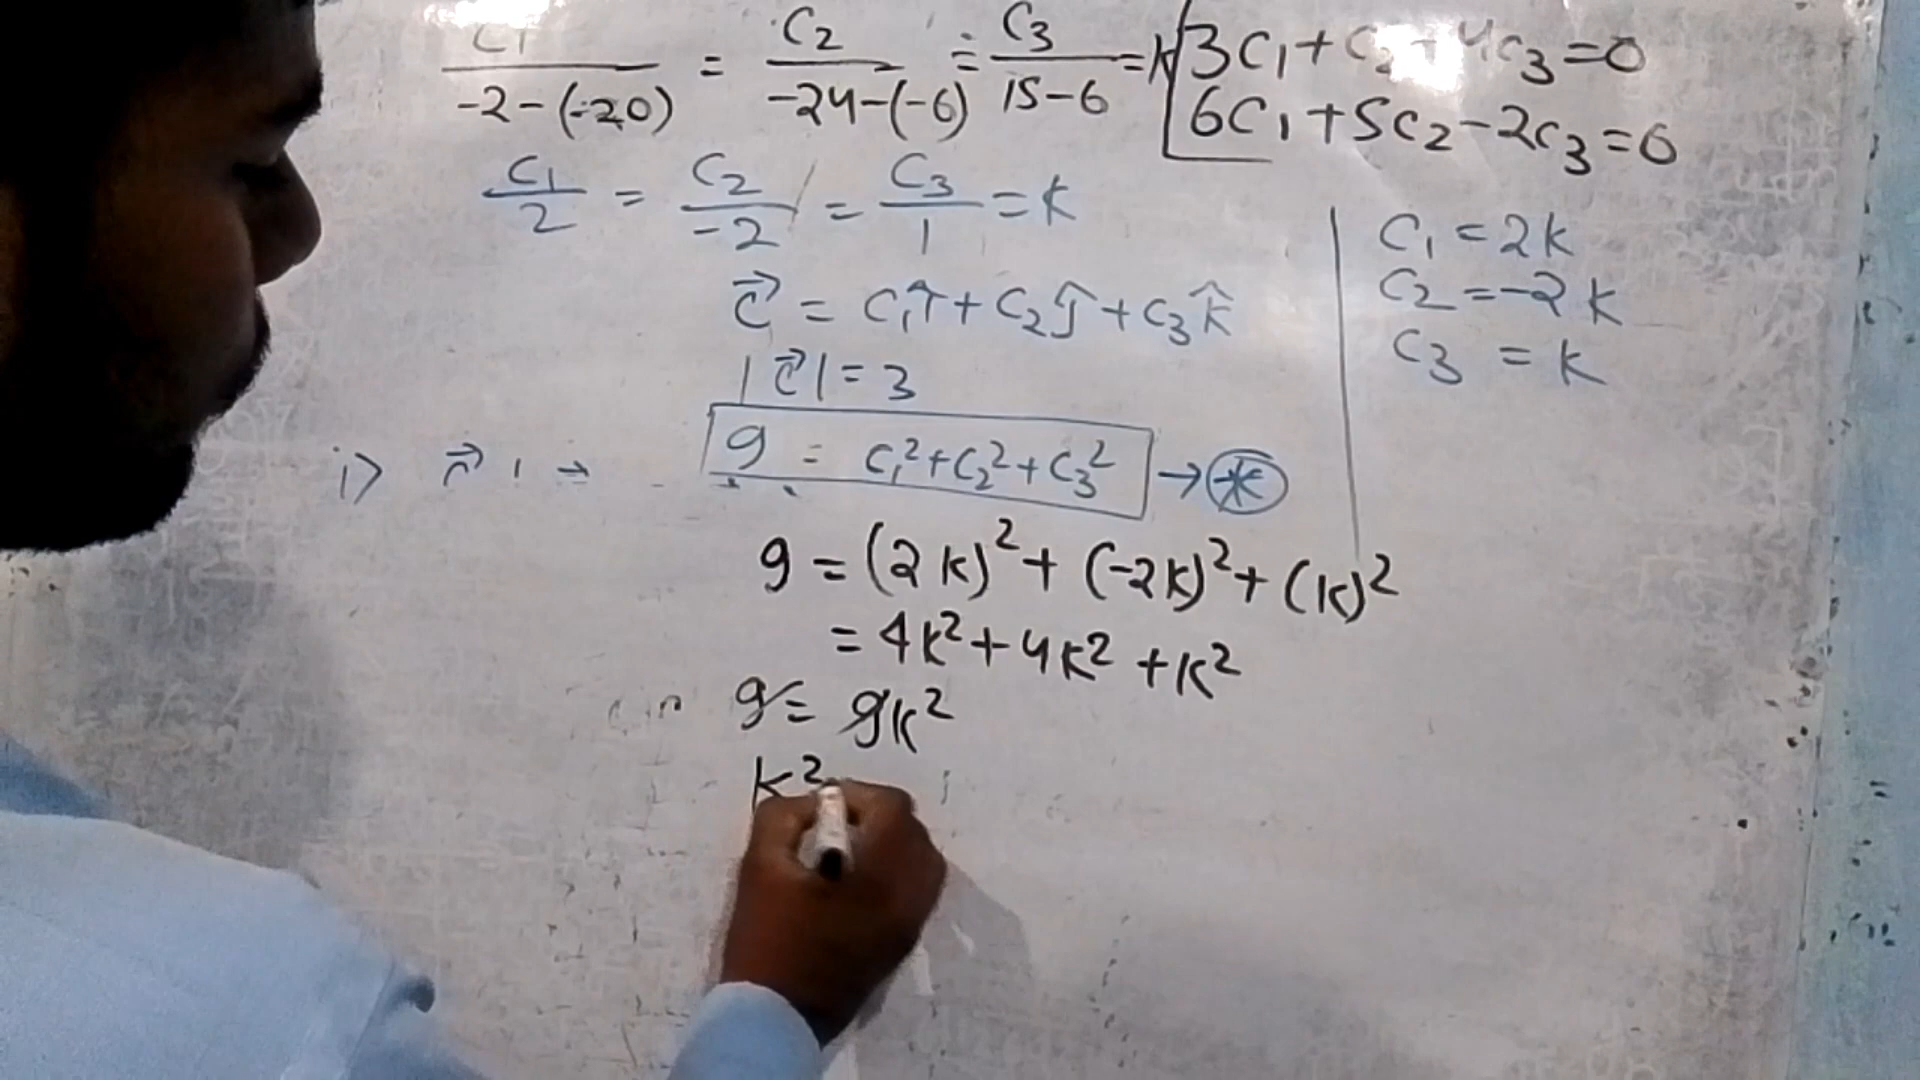 C₁/(-2-(-20)) = C₂/(-24-(-6)) = C₃/(15-6) = k
3C₁+C₂-4C₃=0
6C₁+5C₂-2C₃=0
C₁/2 = C₂/-2 = C₃/1 = k
C₁ = 2k
C₂ = -2k
C₃ = k
c⃗ = C₁î + C₂ĵ + C₃k̂
|c⃗| = 3
i>
9 = C₁²+C₂²+C₃² → ⊛
9 = (2k)² + (-2k)² + (k)²
= 4k² + 4k² + k²
9 = 9k²
k²